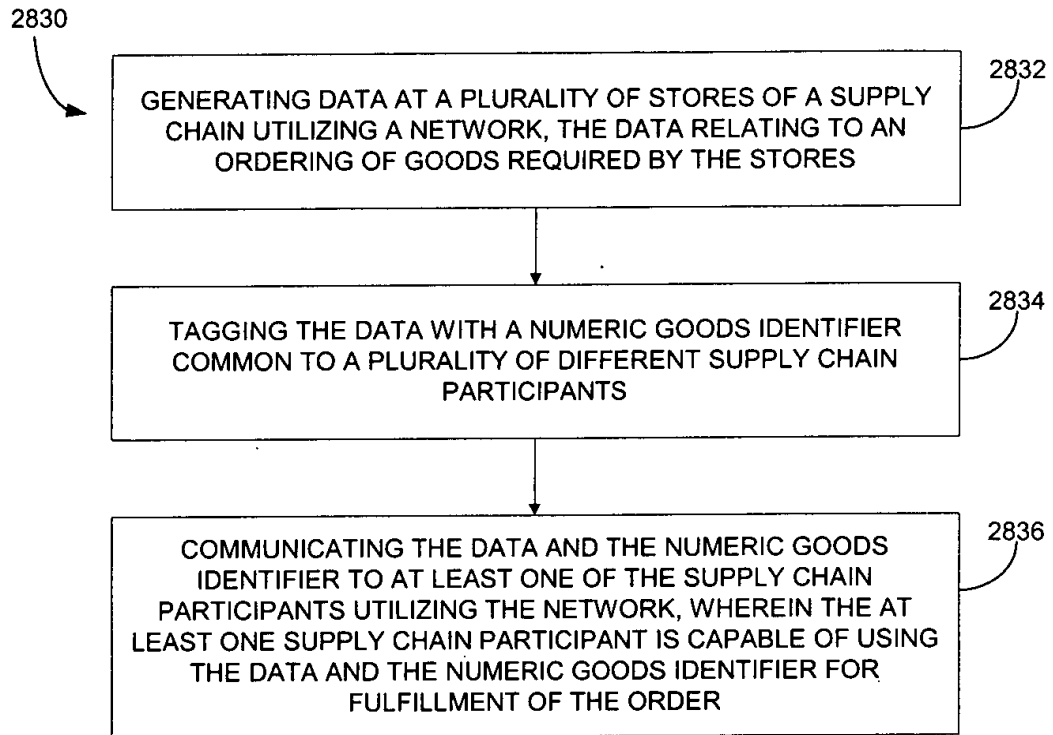 2830
2832
GENERATING DATA AT A PLURALITY OF STORES OF A SUPPLY
CHAIN UTILIZING A NETWORK, THE DATA RELATING TO AN
ORDERING OF GOODS REQUIRED BY THE STORES
2834
TAGGING THE DATA WITH A NUMERIC GOODS IDENTIFIER
COMMON TO A PLURALITY OF DIFFERENT SUPPLY CHAIN
PARTICIPANTS
2836
COMMUNICATING THE DATA AND THE NUMERIC GOODS
IDENTIFIER TO AT LEAST ONE OF THE SUPPLY CHAIN
PARTICIPANTS UTILIZING THE NETWORK, WHEREIN THE AT
LEAST ONE SUPPLY CHAIN PARTICIPANT IS CAPABLE OF USING
THE DATA AND THE NUMERIC GOODS IDENTIFIER FOR
FULFILLMENT OF THE ORDER